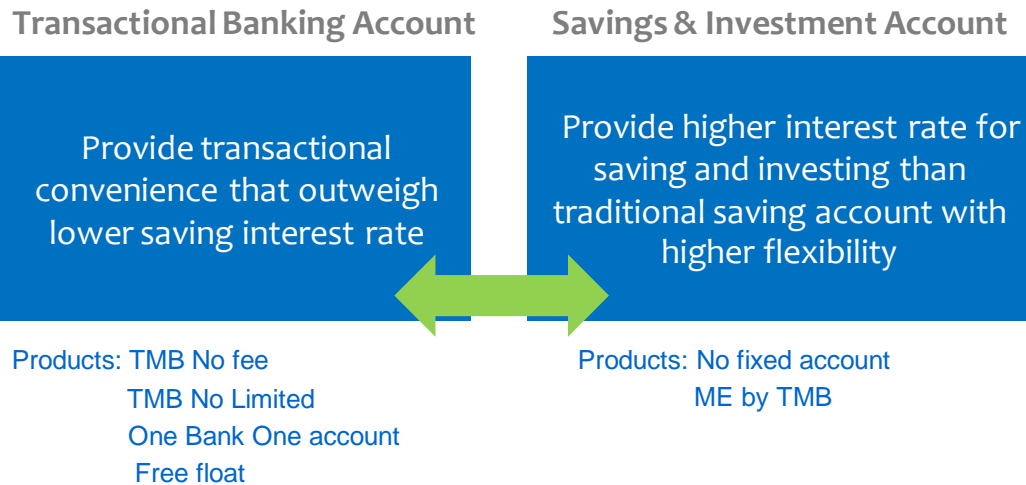 Transactional Banking Account
Provide transactional
convenience that outweigh
lower saving interest rate
Products: TMB No fee
TMB No Limited
One Bank One account
Free float
Savings & Investment Account
Provide higher interest rate for
saving and investing than
traditional saving account with
higher flexibility
Products: No fixed account
ME by TMB